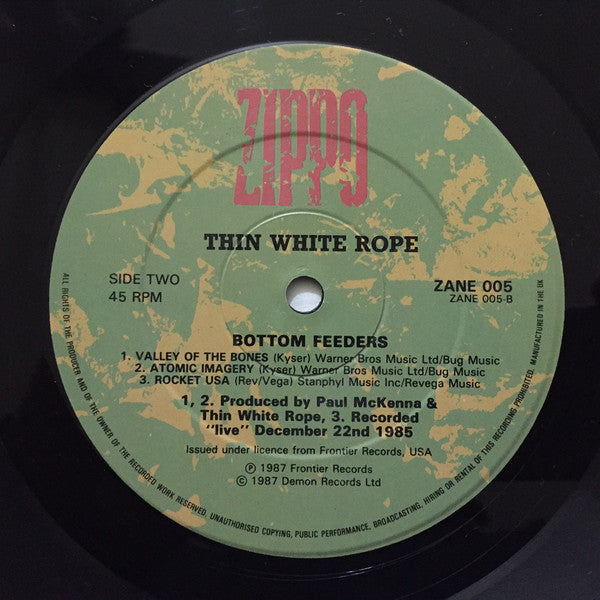 ZIPPO
THIN WHITE ROPE
SIDE TWO
45 RPM
ZANE 005
ZANE 005-B
BOTTOM FEEDERS
1. VALLEY OF THE BONES (Kyser) Warner Bros Music Ltd/Bug Music
2. ATOMIC IMAGERY (Kyser) Warner Bros Music Ltd/Bug Music
3. ROCKET USA (Rev/Vega) Stanphyl Music Inc/Revega Music
1, 2. Produced by Paul McKenna &
Thin White Rope, 3. Recorded
"live" December 22nd 1985
Issued under licence from Frontier Records, USA
℗ 1987 Frontier Records
© 1987 Demon Records Ltd
ALL RIGHTS OF THE PRODUCER AND OF THE OWNER OF THE RECORDED WORK RESERVED. UNAUTHORISED COPYING, PUBLIC PERFORMANCE, BROADCASTING, HIRING OR RENTAL OF THIS RECORDING PROHIBITED. MANUFACTURED IN THE UK